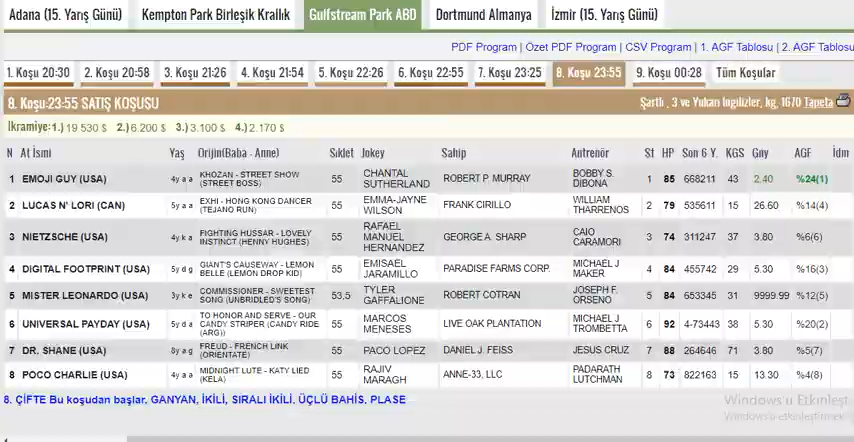 Adana (15. Yarış Günü) Kempton Park Birleşik Krallık Gulfstream Park ABD Dortmund Almanya İzmir (15. Yarış Günü)
PDF Program | Özet PDF Program | CSV Program | 1. AGF Tablosu | 2. AGF Tablosu
1. Koşu 20:30 2. Koşu 20:58 3. Koşu 21:26 4. Koşu 21:54 5. Koşu 22:26 6. Koşu 22:55 7. Koşu 23:25 8. Koşu 23:55 9. Koşu 00:28 Tüm Koşular
8. Koşu:23:55 SATIŞ KOŞUSU Şartlı , 3 ve Yukarı İngilizler, kg, 1670 Tapeta
İkramiye:1.) 19.530 $ 2.) 6.200 $ 3.) 3.100 $ 4.) 2.170 $
N At İsmi Yaş Orijin(Baba - Anne) Sıklet Jokey Sahip Antrenör St HP Son 6 Y. KGS Gny AGF İdm
1 EMOJI GUY (USA) 4y a a KHOZAN - STREET SHOW (STREET BOSS) 55 CHANTAL SUTHERLAND ROBERT P. MURRAY BOBBY S. DIBONA 1 85 668211 43 2.40 %24(1)
2 LUCAS N' LORI (CAN) 5y a a EXHI - HONG KONG DANCER (TEJANO RUN) 55 EMMA-JAYNE WILSON FRANK CIRILLO WILLIAM THARRENOS 2 79 535611 15 26.60 %14(4)
3 NIETZSCHE (USA) 4y k a FIGHTING HUSSAR - LOVELY INSTINCT (HENNY HUGHES) 55 RAFAEL MANUEL HERNANDEZ GEORGE A. SHARP CAIO CARAMORI 3 74 311247 37 3.80 %6(6)
4 DIGITAL FOOTPRINT (USA) 5y d g GIANT'S CAUSEWAY - LEMON BELLE (LEMON DROP KID) 55 EMISAEL JARAMILLO PARADISE FARMS CORP. MICHAEL J MAKER 4 84 455742 29 5.30 %16(3)
5 MISTER LEONARDO (USA) 3y k e COMMISSIONER - SWEETEST SONG (UNBRIDLED'S SONG) 53,5 TYLER GAFFALIONE ROBERT COTRAN JOSEPH F. ORSENO 5 84 653345 31 9999.99 %12(5)
6 UNIVERSAL PAYDAY (USA) 5y d a TO HONOR AND SERVE - OUR CANDY STRIPER (CANDY RIDE (ARG)) 55 MARCOS MENESES LIVE OAK PLANTATION MICHAEL J TROMBETTA 6 92 4-73443 38 5.30 %20(2)
7 DR. SHANE (USA) 8y a g FREUD - FRENCH LINK (ORIENTATE) 55 PACO LOPEZ DANIEL J. FEISS JESUS CRUZ 7 88 264646 71 3.80 %5(7)
8 POCO CHARLIE (USA) 4y a a MIDNIGHT LUTE - KATY LIED (KELA) 55 RAJIV MARAGH ANNE-33, LLC PADARATH LUTCHMAN 8 73 822163 15 13.30 %4(8)
8. ÇİFTE Bu koşudan başlar, GANYAN, İKİLİ, SIRALI İKİLİ, ÜÇLÜ BAHİS, PLASE
Windows'u Etkinleşt
Windows'u etkinleştirmek